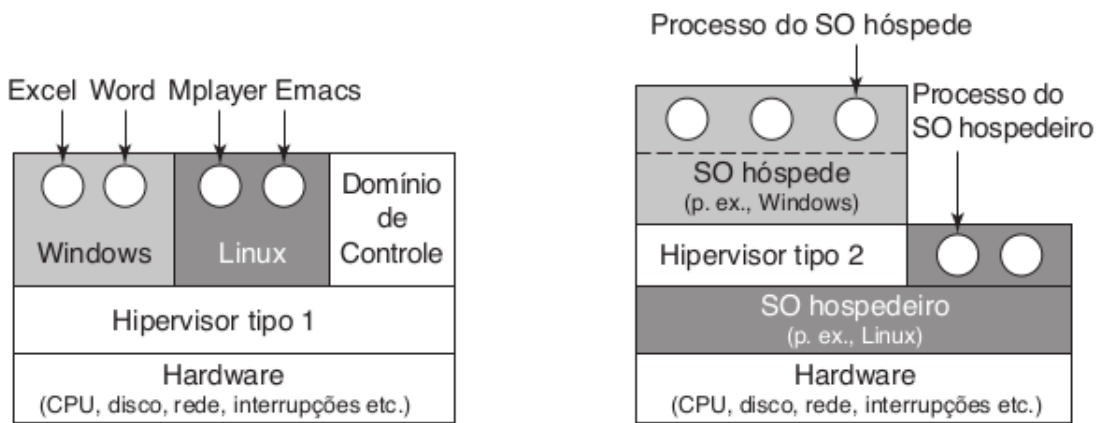 Excel Word Mplayer Emacs
Windows
Linux
Domínio
de
Controle
Hipervisor tipo 1
Hardware
(CPU, disco, rede, interrupções etc.)
Processo do SO hóspede
Processo do
SO hospedeiro
SO hóspede
(p. ex., Windows)
Hipervisor tipo 2
SO hospedeiro
(p. ex., Linux)
Hardware
(CPU, disco, rede, interrupções etc.)